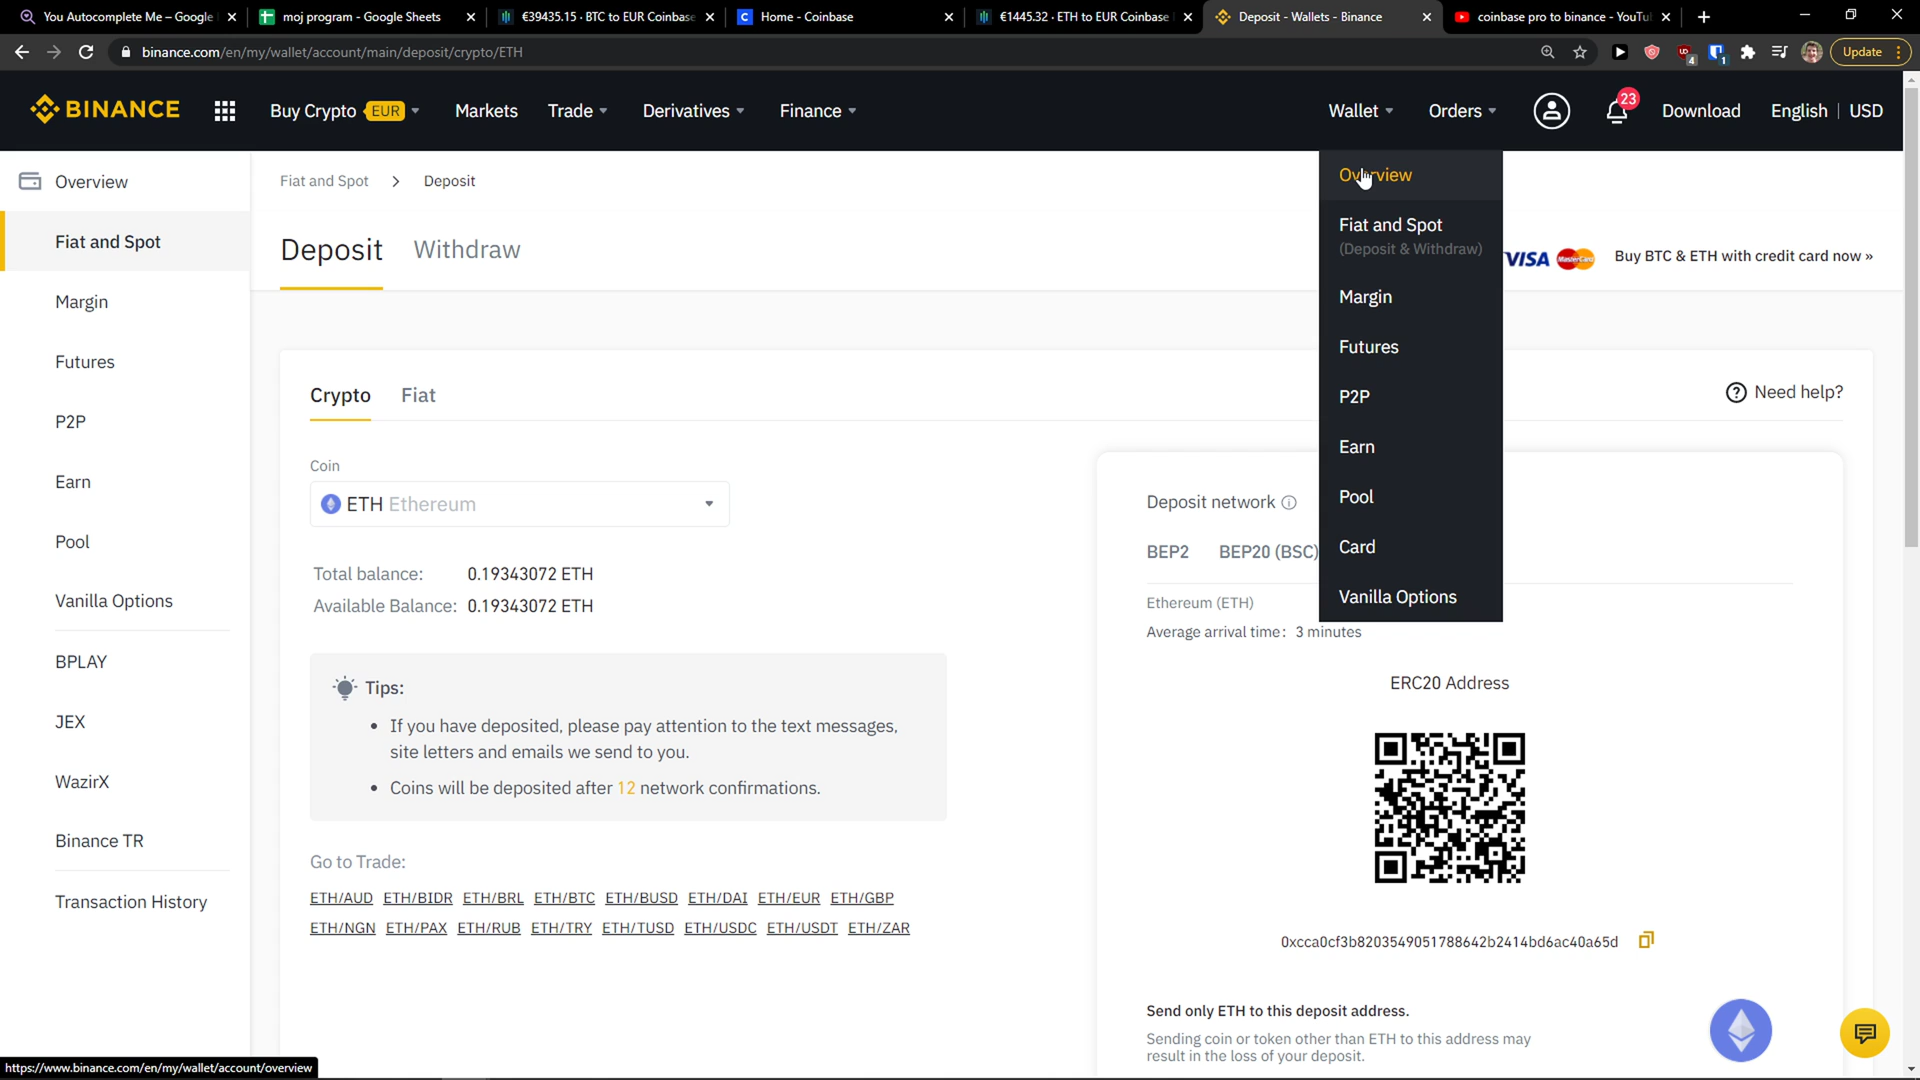 You Autocomplete Me – Google
moj program - Google Sheets
€39435.15 · BTC to EUR Coinbase
Home - Coinbase
€1445.32 · ETH to EUR Coinbase
Deposit - Wallets - Binance
coinbase pro to binance - YouTu
binance.com/en/my/wallet/account/main/deposit/crypto/ETH
4
1
Update
BINANCE
Buy Crypto EUR
Markets
Trade
Derivatives
Finance
Wallet
Orders
23
Download
English | USD
Overview
Fiat and Spot
Margin
Futures
P2P
Earn
Pool
Vanilla Options
BPLAY
JEX
WazirX
Binance TR
Transaction History
Fiat and Spot > Deposit
Deposit
Withdraw
VISA MasterCard Buy BTC & ETH with credit card now »
Overview
Fiat and Spot
(Deposit & Withdraw)
Margin
Futures
P2P
Earn
Pool
Card
Vanilla Options
Crypto
Fiat
Need help?
Coin
ETH Ethereum
Total balance: 0.19343072 ETH
Available Balance: 0.19343072 ETH
Tips:
• If you have deposited, please pay attention to the text messages,
site letters and emails we send to you.
• Coins will be deposited after 12 network confirmations.
Go to Trade:
ETH/AUD ETH/BIDR ETH/BRL ETH/BTC ETH/BUSD ETH/DAI ETH/EUR ETH/GBP
ETH/NGN ETH/PAX ETH/RUB ETH/TRY ETH/TUSD ETH/USDC ETH/USDT ETH/ZAR
Deposit network
BEP2 BEP20 (BSC)
Ethereum (ETH)
Average arrival time: 3 minutes
ERC20 Address
0xcca0cf3b8203549051788642b2414bd6ac40a65d
Send only ETH to this deposit address.
Sending coin or token other than ETH to this address may
result in the loss of your deposit.
https://www.binance.com/en/my/wallet/account/overview